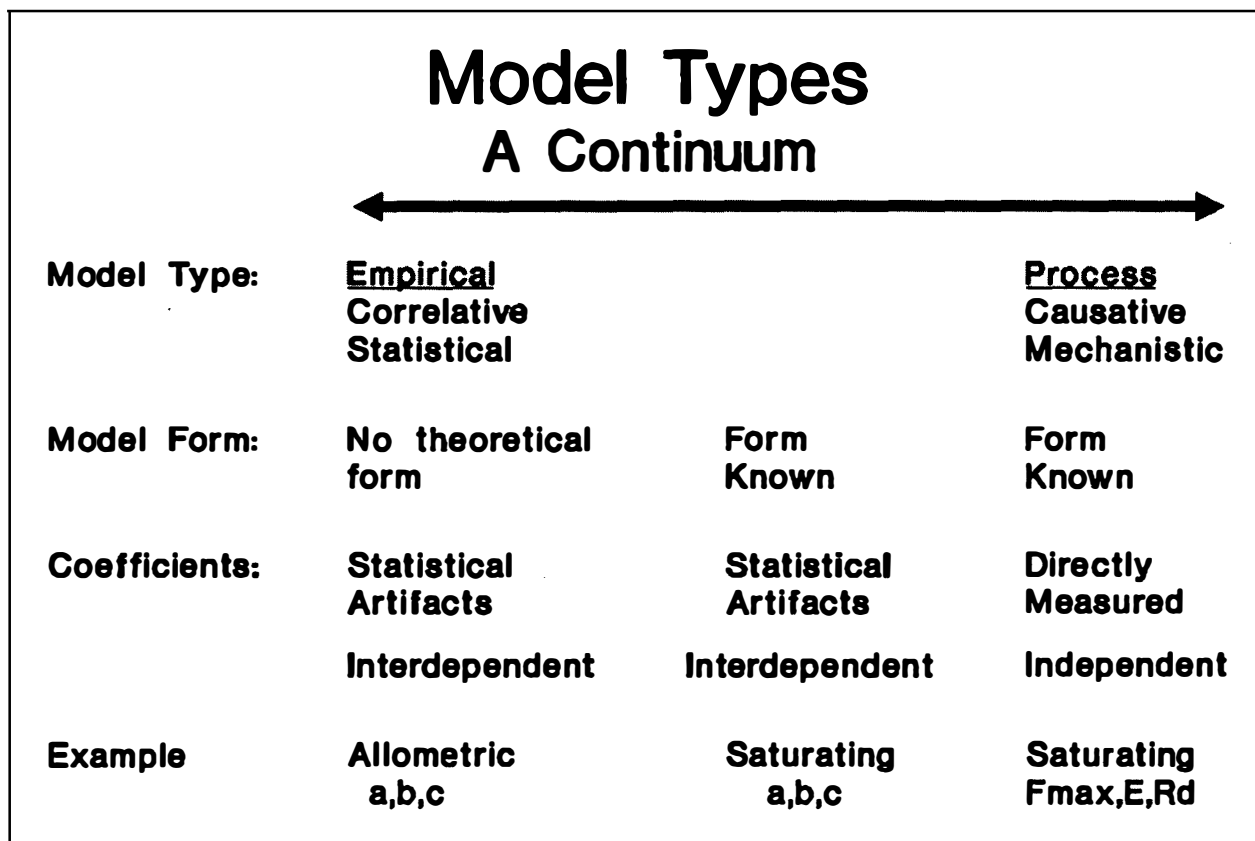 Model Types
A Continuum
Model Type: Empirical Process
Correlative Causative
Statistical Mechanistic
Model Form: No theoretical Form Form
form Known Known
Coefficients: Statistical Statistical Directly
Artifacts Artifacts Measured
Interdependent Interdependent Independent
Example Allometric Saturating Saturating
a,b,c a,b,c Fmax,E,Rd